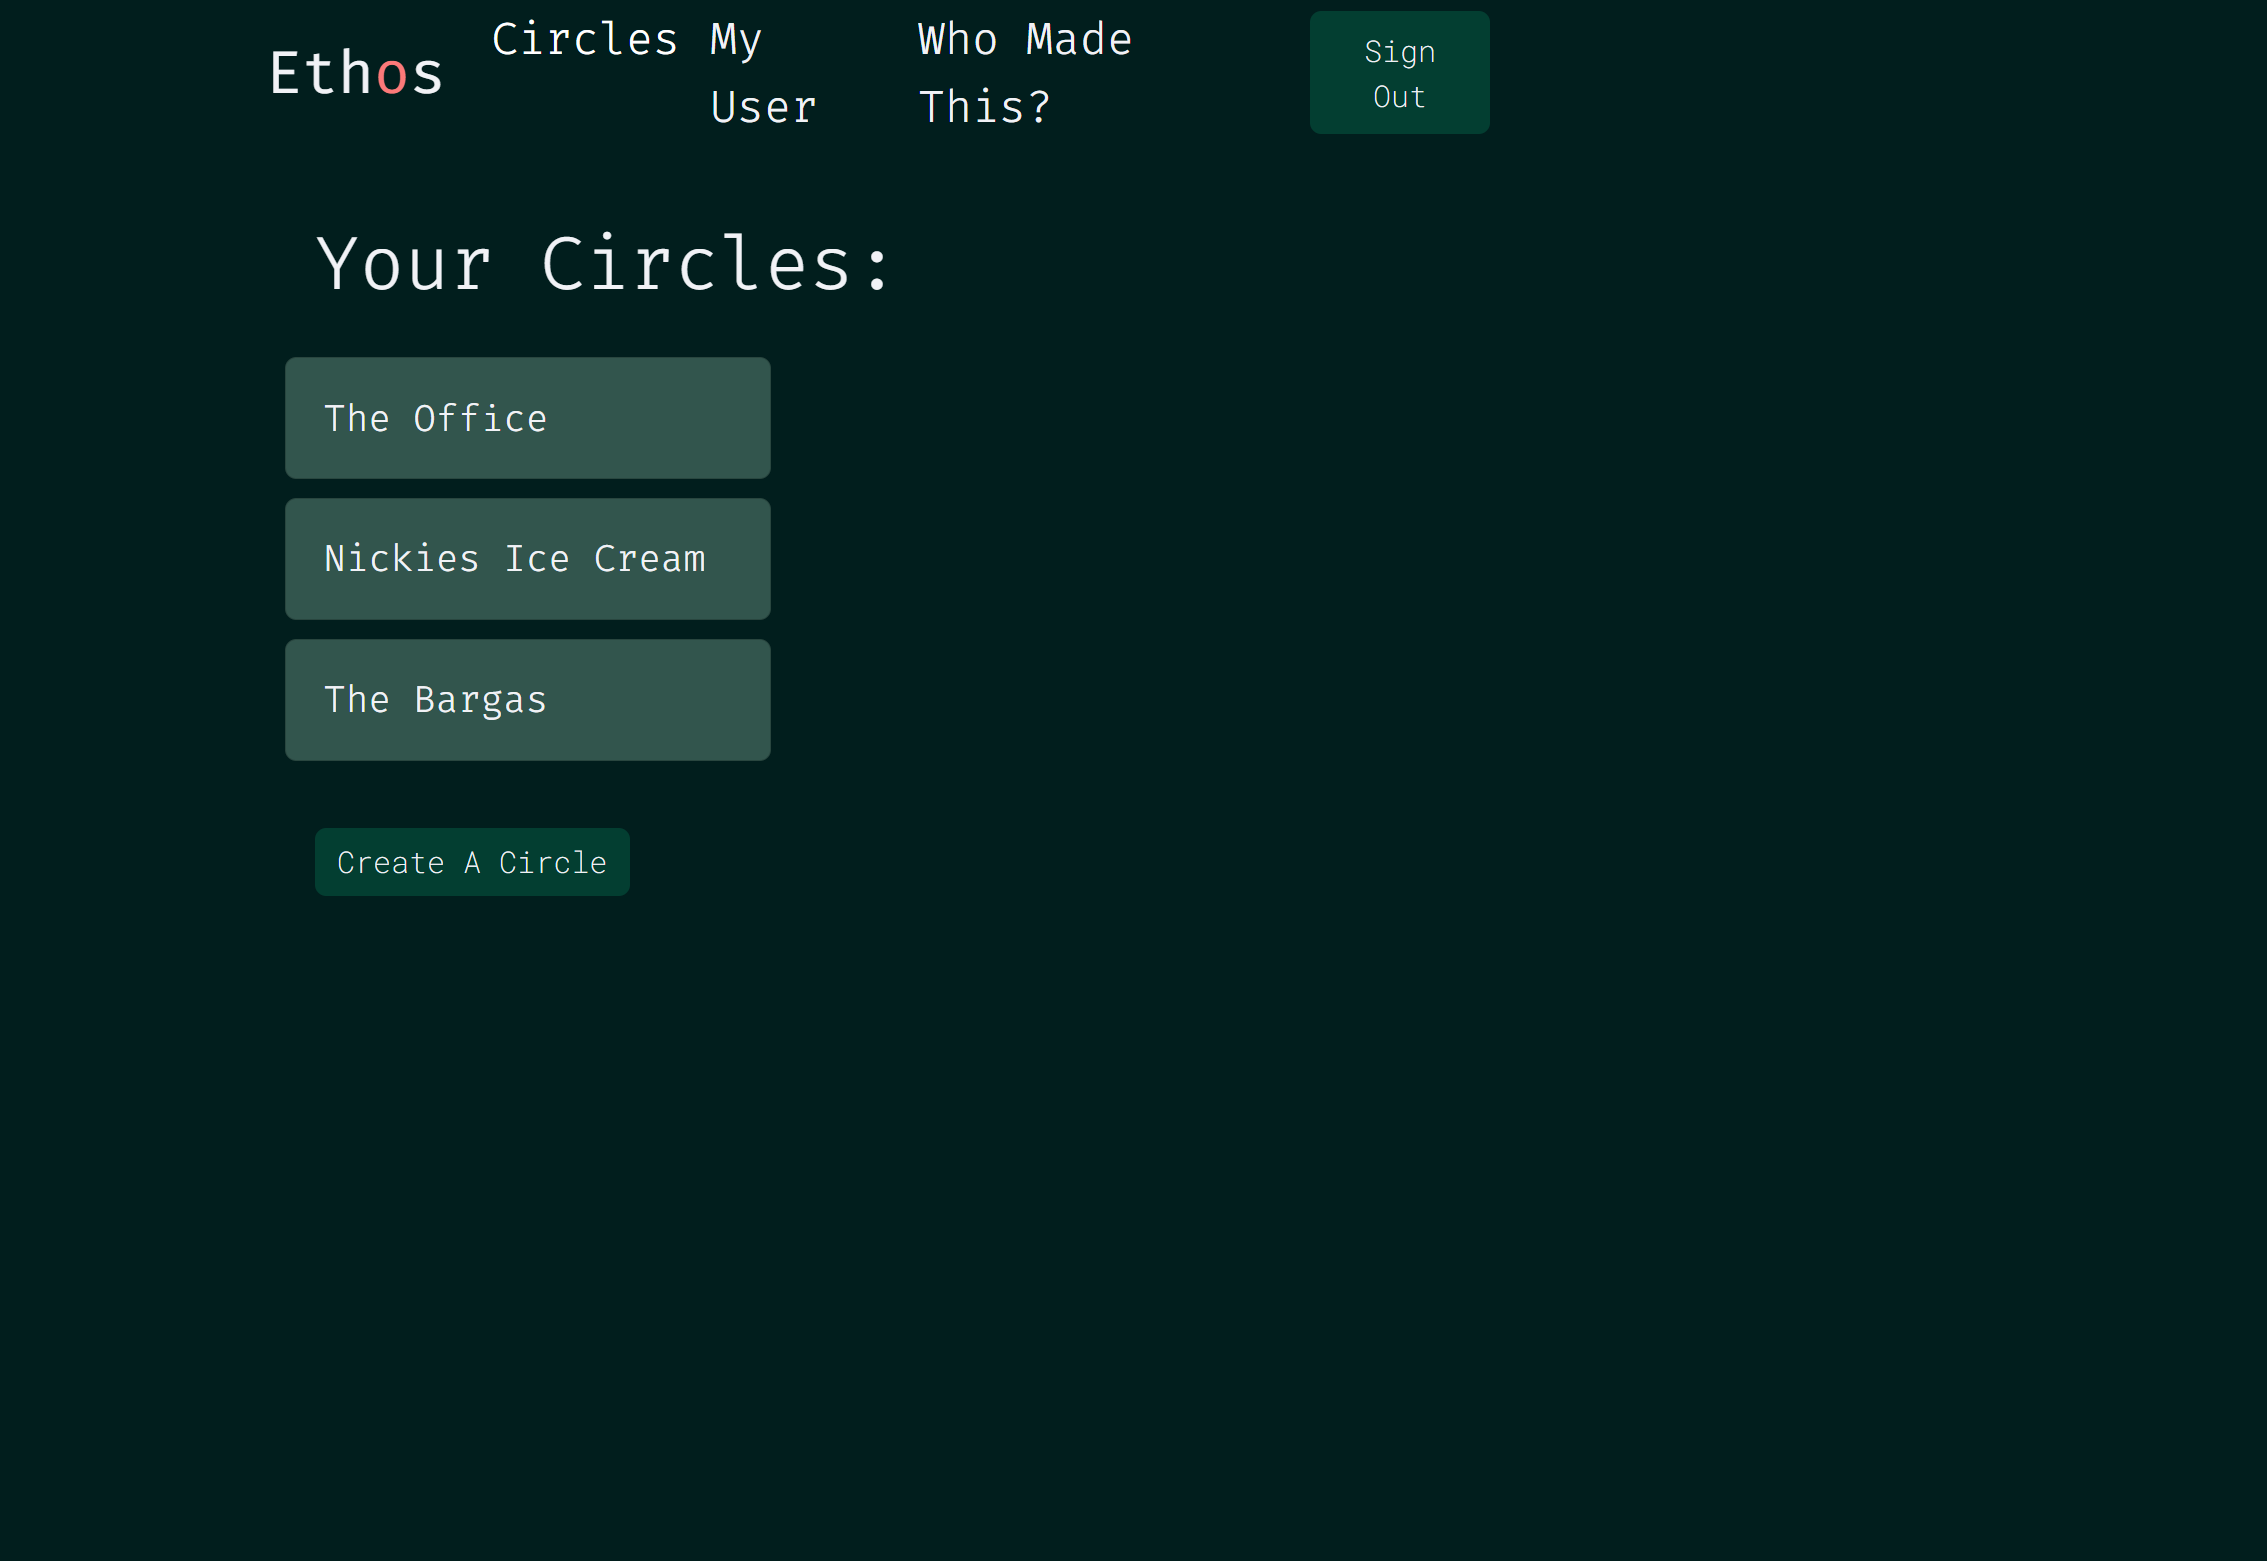 Ethos
Circles
My
User
Who Made
This?
Sign
Out
Your Circles:
The Office
Nickies Ice Cream
The Bargas
Create A Circle